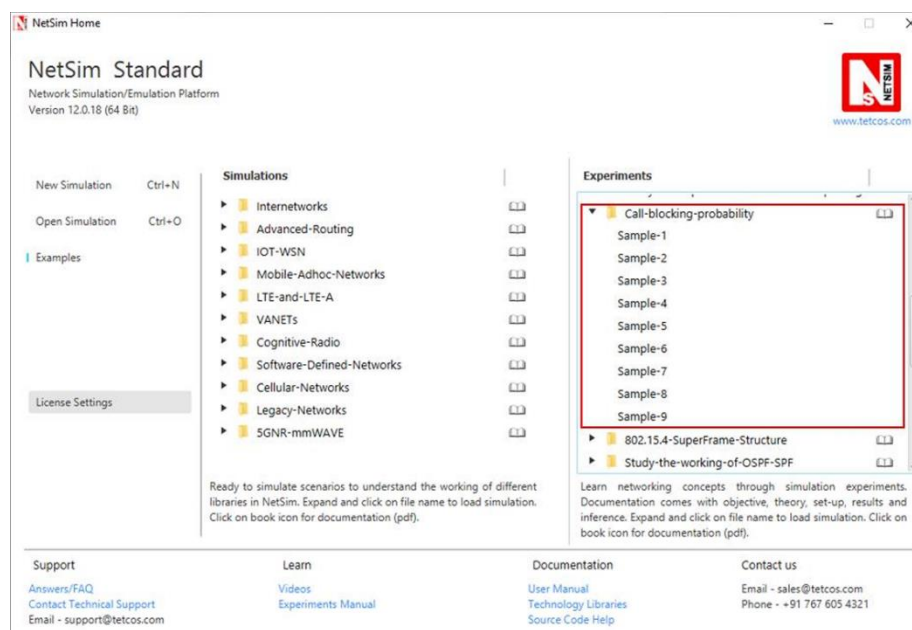 NetSim Home
NetSim Standard
Network Simulation/Emulation Platform
Version 12.0.18 (64 Bit)
NETSIM
www.tetcos.com
New Simulation Ctrl+N
Open Simulation Ctrl+O
Examples
License Settings
Simulations
Internetworks
Advanced-Routing
IOT-WSN
Mobile-Adhoc-Networks
LTE-and-LTE-A
VANETs
Cognitive-Radio
Software-Defined-Networks
Cellular-Networks
Legacy-Networks
5GNR-mmWAVE
Ready to simulate scenarios to understand the working of different
libraries in NetSim. Expand and click on file name to load simulation.
Click on book icon for documentation (pdf).
Experiments
Call-blocking-probability
Sample-1
Sample-2
Sample-3
Sample-4
Sample-5
Sample-6
Sample-7
Sample-8
Sample-9
802.15.4-SuperFrame-Structure
Study-the-working-of-OSPF-SPF
Learn networking concepts through simulation experiments.
Documentation comes with objective, theory, set-up, results and
inference. Expand and click on file name to load simulation. Click on
book icon for documentation (pdf).
Support
Answers/FAQ
Contact Technical Support
Email - support@tetcos.com
Learn
Videos
Experiments Manual
Documentation
User Manual
Technology Libraries
Source Code Help
Contact us
Email - sales@tetcos.com
Phone - +91 767 605 4321